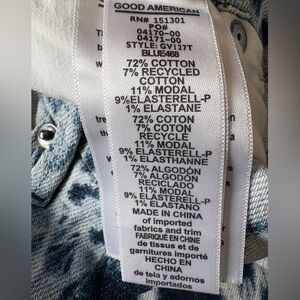 GOOD AMERICAN
RN# 151301
PO#
04170-00
04171-00
STYLE: GVI27T
BLUE468
72% COTTON
7% RECYCLED
COTTON
11% MODAL
9% ELASTERELL-P
1% ELASTANE
72% COTON
7% COTON
RECYCLE
11% MODAL
9% ELASTERELL-P
1% ELASTHANNE
72% ALGODÓN
7% ALGODÓN
RECICLADO
11% MODAL
9% ELASTERELL-P
1% ELASTANO
MADE IN CHINA
of imported
fabrics and trim
FABRIQUÉ EN CHINE
de tissus et de
garnitures importé
HECHO EN
CHINA
de tela y adornos
importados